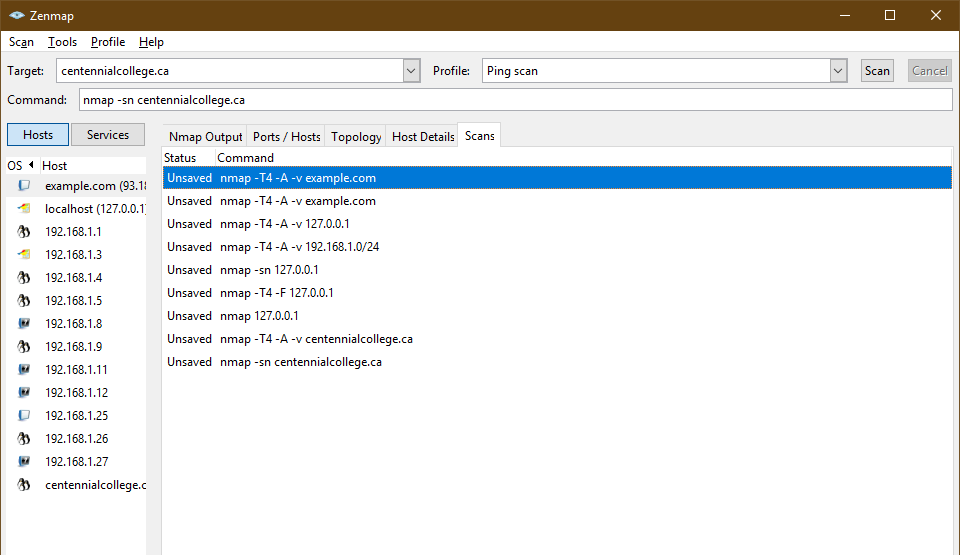 Zenmap
Scan Tools Profile Help
Target: centennialcollege.ca Profile: Ping scan Scan Cancel
Command: nmap -sn centennialcollege.ca
Hosts Services
Nmap Output Ports / Hosts Topology Host Details Scans
OS Host
Status Command
example.com (93.18
localhost (127.0.0.1)
192.168.1.1
192.168.1.3
192.168.1.4
192.168.1.5
192.168.1.8
192.168.1.9
192.168.1.11
192.168.1.12
192.168.1.25
192.168.1.26
192.168.1.27
centennialcollege.c
Unsaved nmap -T4 -A -v example.com
Unsaved nmap -T4 -A -v example.com
Unsaved nmap -T4 -A -v 127.0.0.1
Unsaved nmap -T4 -A -v 192.168.1.0/24
Unsaved nmap -sn 127.0.0.1
Unsaved nmap -T4 -F 127.0.0.1
Unsaved nmap 127.0.0.1
Unsaved nmap -T4 -A -v centennialcollege.ca
Unsaved nmap -sn centennialcollege.ca